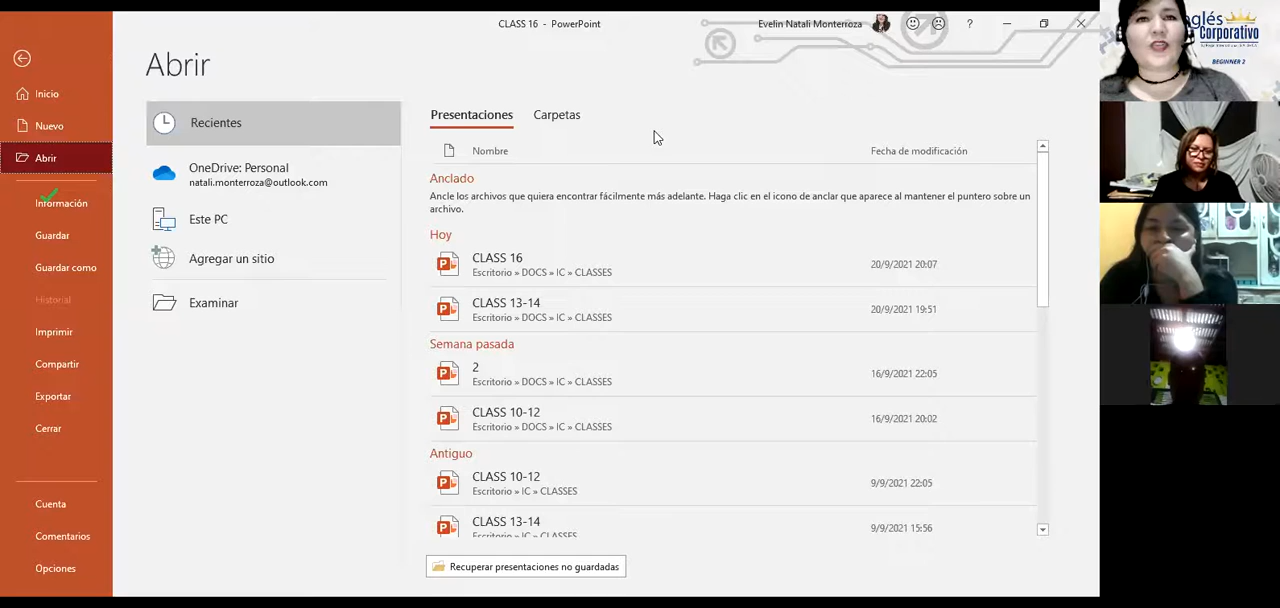 CLASS 16 - PowerPoint
Evelin Natali Monterroza
?
Inicio
Nuevo
Abrir
Información
Guardar
Guardar como
Historial
Imprimir
Compartir
Exportar
Cerrar
Cuenta
Comentarios
Opciones
Abrir
Recientes
OneDrive: Personal
natali.monterroza@outlook.com
Este PC
Agregar un sitio
Examinar
Presentaciones Carpetas
Nombre Fecha de modificación
Anclado
Ancle los archivos que quiera encontrar fácilmente más adelante. Haga clic en el icono de anclar que aparece al mantener el puntero sobre un
archivo.
Hoy
CLASS 16
Escritorio » DOCS » IC » CLASSES
20/9/2021 20:07
CLASS 13-14
Escritorio » DOCS » IC » CLASSES
20/9/2021 19:51
Semana pasada
2
Escritorio » DOCS » IC » CLASSES
16/9/2021 22:05
CLASS 10-12
Escritorio » DOCS » IC » CLASSES
16/9/2021 20:02
Antiguo
CLASS 10-12
Escritorio » IC » CLASSES
9/9/2021 22:05
CLASS 13-14
Escritorio » IC » CLASSES
9/9/2021 15:56
Recuperar presentaciones no guardadas
Inglés
Corporativo
BEGINNER 2